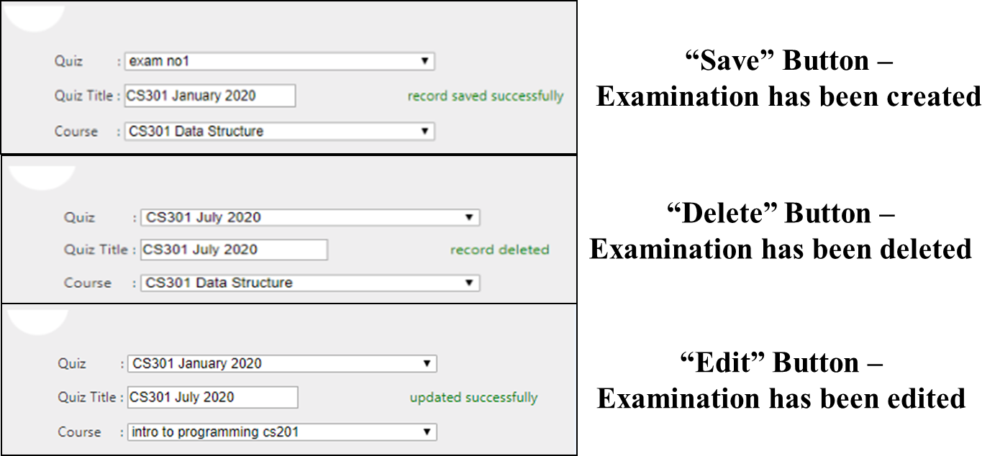 Quiz : exam no1
Quiz Title : CS301 January 2020 record saved successfully
Course : CS301 Data Structure
“Save” Button –
Examination has been created
Quiz : CS301 July 2020
Quiz Title : CS301 July 2020 record deleted
Course : CS301 Data Structure
“Delete” Button –
Examination has been deleted
Quiz : CS301 January 2020
Quiz Title : CS301 July 2020 updated successfully
Course : intro to programming cs201
“Edit” Button –
Examination has been edited